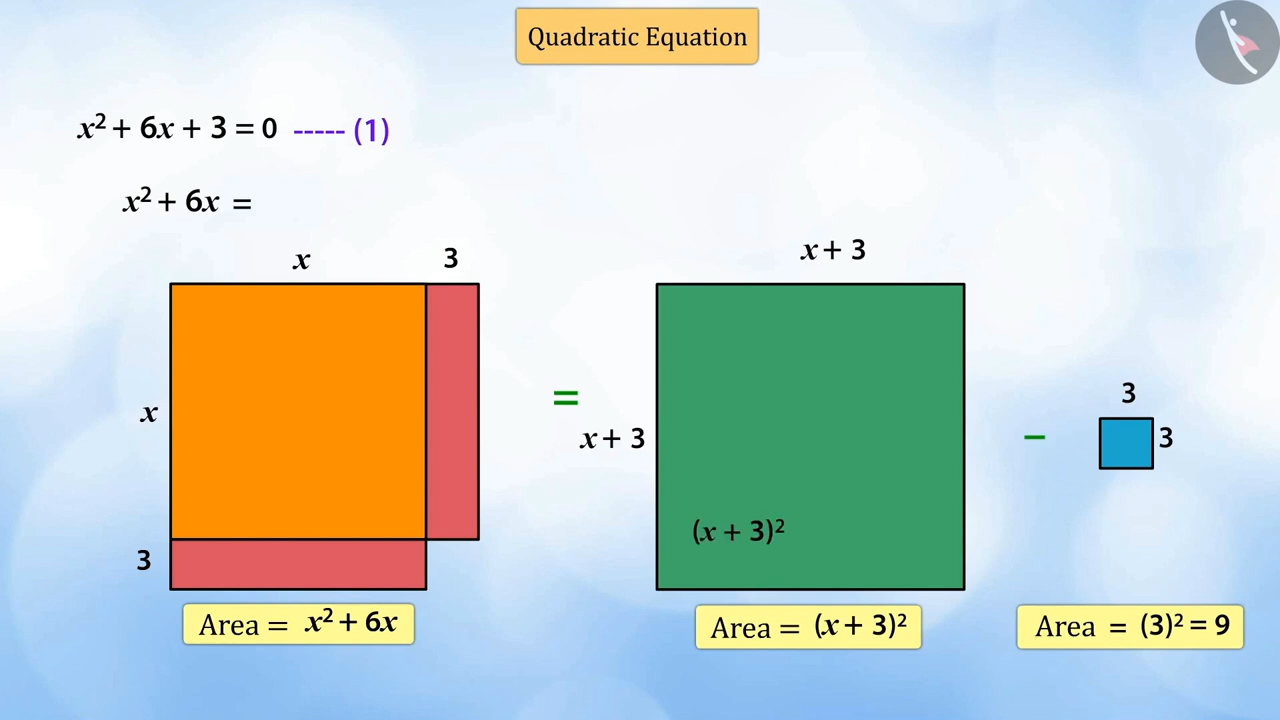 Quadratic Equation
x² + 6x + 3 = 0 ----- (1)
x² + 6x =
x 3
x
3
Area = x² + 6x
=
x + 3
x + 3
(x + 3)²
Area = (x + 3)²
–
3
3
Area = (3)² = 9